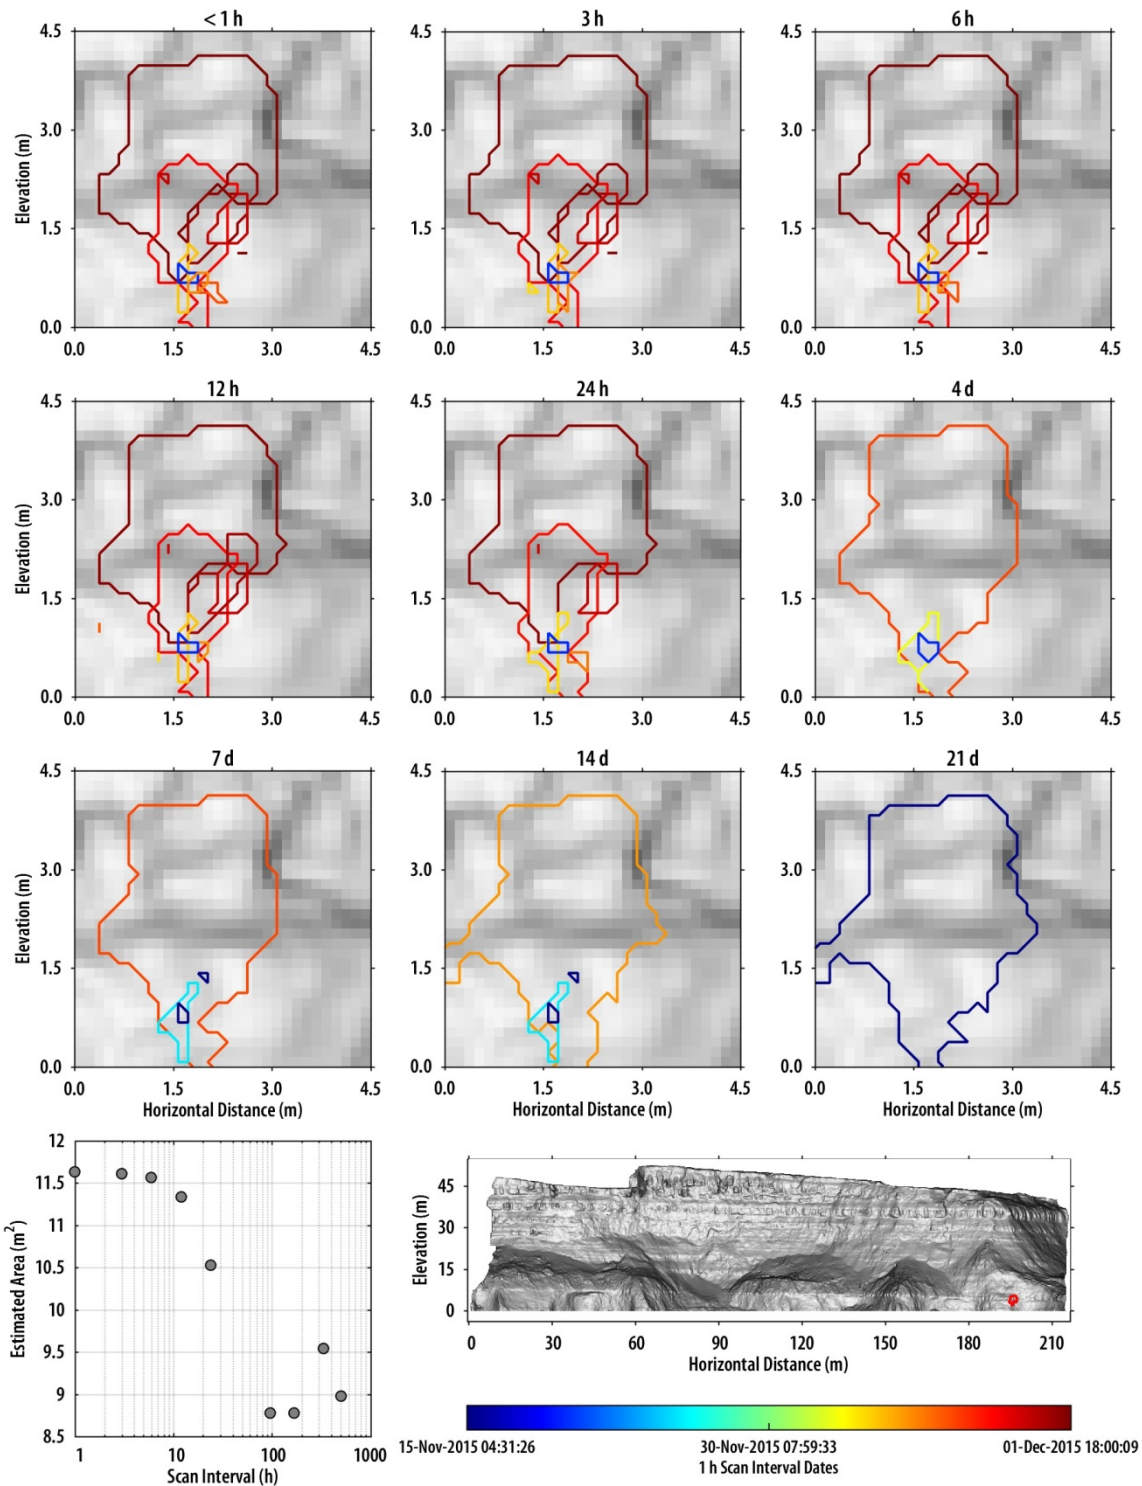 < 1 h
3 h
6 h
4.5
3.0
1.5
0.0
Elevation (m)
0.0 1.5 3.0 4.5
4.5
3.0
1.5
0.0
0.0 1.5 3.0 4.5
4.5
3.0
1.5
0.0
0.0 1.5 3.0 4.5
12 h
24 h
4 d
4.5
3.0
1.5
0.0
Elevation (m)
0.0 1.5 3.0 4.5
4.5
3.0
1.5
0.0
0.0 1.5 3.0 4.5
4.5
3.0
1.5
0.0
0.0 1.5 3.0 4.5
7 d
14 d
21 d
4.5
3.0
1.5
0.0
Elevation (m)
0.0 1.5 3.0 4.5
Horizontal Distance (m)
4.5
3.0
1.5
0.0
0.0 1.5 3.0 4.5
Horizontal Distance (m)
4.5
3.0
1.5
0.0
0.0 1.5 3.0 4.5
Horizontal Distance (m)
12
11.5
11
10.5
10
9.5
9
8.5
Estimated Area (m²)
1 10 100 1000
Scan Interval (h)
45
30
15
0
Elevation (m)
0 30 60 90 120 150 180 210
Horizontal Distance (m)
15-Nov-2015 04:31:26 30-Nov-2015 07:59:33 01-Dec-2015 18:00:09
1 h Scan Interval Dates